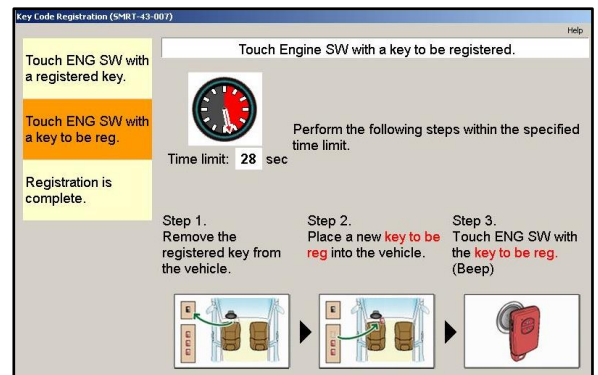 Key Code Registration (SMRT-43-007)
Help
Touch ENG SW with
a registered key.
Touch ENG SW with
a key to be reg.
Registration is
complete.
Touch Engine SW with a key to be registered.
Time limit: 28 sec
Perform the following steps within the specified
time limit.
Step 1.
Remove the
registered key from
the vehicle.
Step 2.
Place a new key to be
reg into the vehicle.
Step 3.
Touch ENG SW with
the key to be reg.
(Beep)